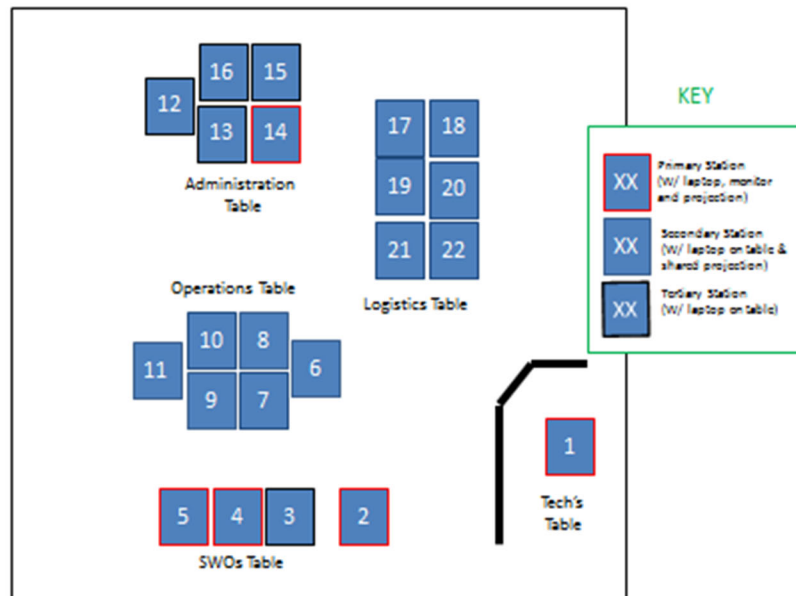 16 15
12
13 14
Administration
Table
17 18
19 20
21 22
Logistics Table
KEY
XX
Primary Station
(W/ laptop, monitor
and projection)
XX
Secondary Station
(W/ laptop on table &
shared projection)
XX
Tertiary Station
(W/ laptop on table)
Operations Table
10 8
11 6
9 7
1
Tech's
Table
5 4 3 2
SWOs Table